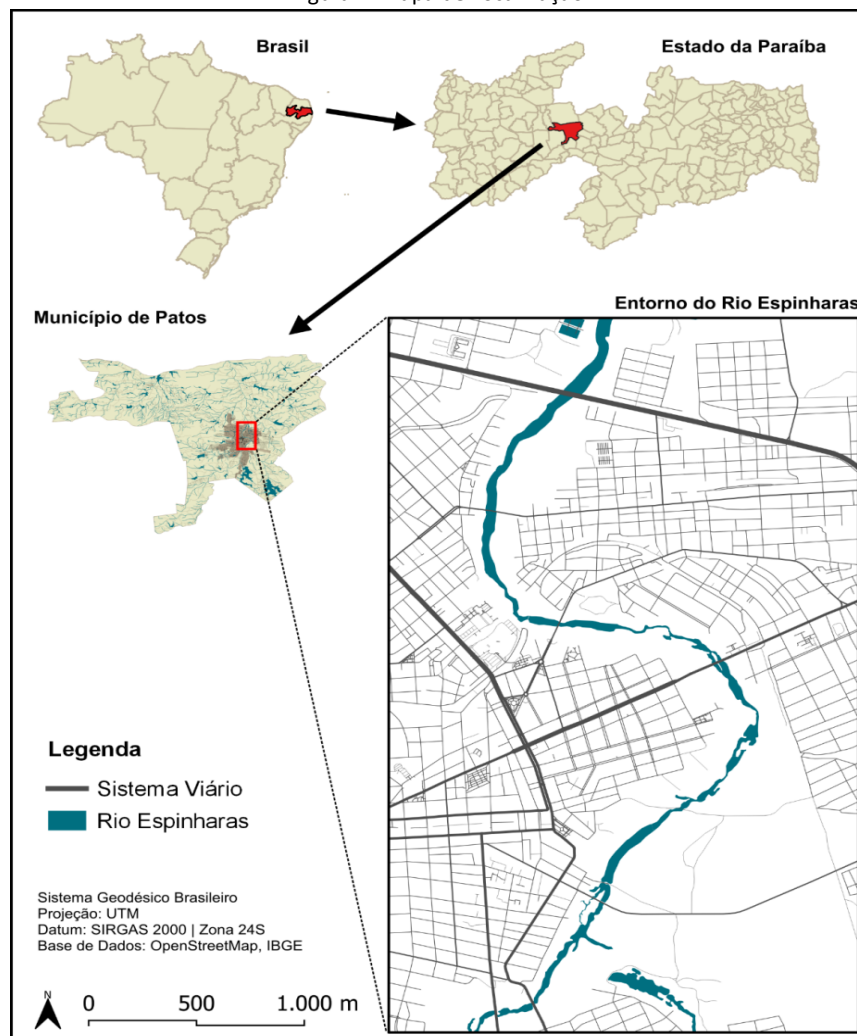 Brasil
Estado da Paraíba
Município de Patos
Entorno do Rio Espinharas
Legenda
Sistema Viário
Rio Espinharas
Sistema Geodésico Brasileiro
Projeção: UTM
Datum: SIRGAS 2000 | Zona 24S
Base de Dados: OpenStreetMap, IBGE
N
0 500 1.000 m